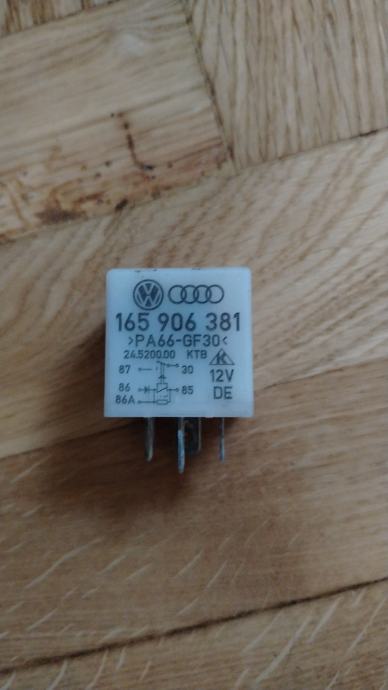 165 906 381
>PA66-GF30<
24.5200.00 KTB
12V
DE
87 30
86 85
86A